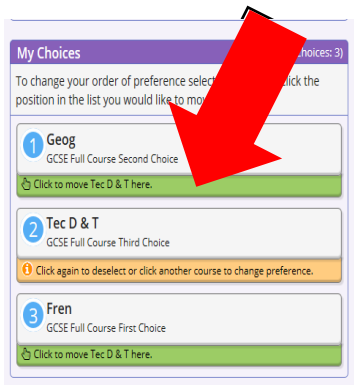 My Choices
hoices: 3)
To change your order of preference selec lick the
position in the list you would like to mo
1 Geog
GCSE Full Course Second Choice
Click to move Tec D & T here.
2 Tec D & T
GCSE Full Course Third Choice
Click again to deselect or click another course to change preference.
3 Fren
GCSE Full Course First Choice
Click to move Tec D & T here.